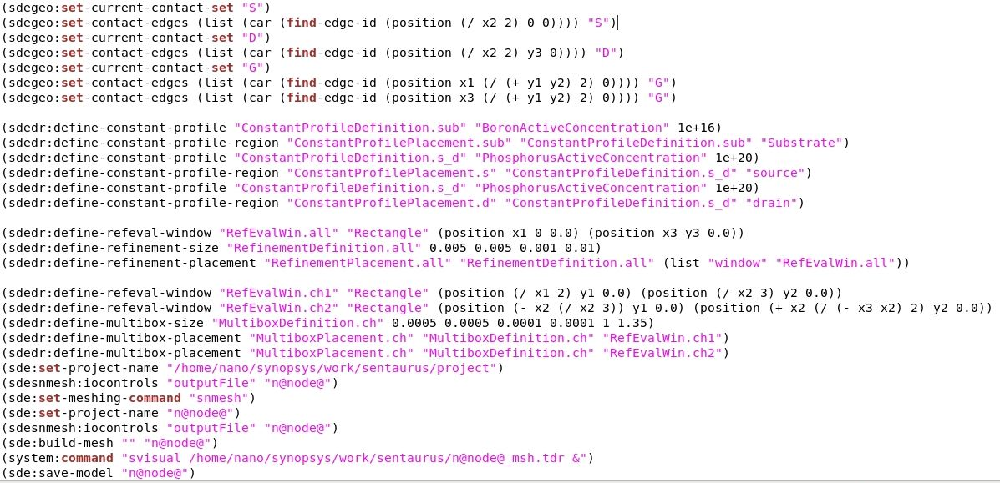 (sdegeo:set-current-contact-set "S")
(sdegeo:set-contact-edges (list (car (find-edge-id (position (/ x2 2) 0 0)))) "S")
(sdegeo:set-current-contact-set "D")
(sdegeo:set-contact-edges (list (car (find-edge-id (position (/ x2 2) y3 0)))) "D")
(sdegeo:set-current-contact-set "G")
(sdegeo:set-contact-edges (list (car (find-edge-id (position x1 (/ (+ y1 y2) 2) 0)))) "G")
(sdegeo:set-contact-edges (list (car (find-edge-id (position x3 (/ (+ y1 y2) 2) 0)))) "G")
(sdedr:define-constant-profile "ConstantProfileDefinition.sub" "BoronActiveConcentration" 1e+16)
(sdedr:define-constant-profile-region "ConstantProfilePlacement.sub" "ConstantProfileDefinition.sub" "Substrate")
(sdedr:define-constant-profile "ConstantProfileDefinition.s_d" "PhosphorusActiveConcentration" 1e+20)
(sdedr:define-constant-profile-region "ConstantProfilePlacement.s" "ConstantProfileDefinition.s_d" "source")
(sdedr:define-constant-profile "ConstantProfileDefinition.s_d" "PhosphorusActiveConcentration" 1e+20)
(sdedr:define-constant-profile-region "ConstantProfilePlacement.d" "ConstantProfileDefinition.s_d" "drain")
(sdedr:define-refeval-window "RefEvalWin.all" "Rectangle" (position x1 0 0.0) (position x3 y3 0.0))
(sdedr:define-refinement-size "RefinementDefinition.all" 0.005 0.005 0.001 0.01)
(sdedr:define-refinement-placement "RefinementPlacement.all" "RefinementDefinition.all" (list "window" "RefEvalWin.all"))
(sdedr:define-refeval-window "RefEvalWin.ch1" "Rectangle" (position (/ x1 2) y1 0.0) (position (/ x2 3) y2 0.0))
(sdedr:define-refeval-window "RefEvalWin.ch2" "Rectangle" (position (- x2 (/ x2 3)) y1 0.0) (position (+ x2 (/ (- x3 x2) 2) y2 0.0))
(sdedr:define-multibox-size "MultiboxDefinition.ch" 0.0005 0.0005 0.0001 0.0001 1 1.35)
(sdedr:define-multibox-placement "MultiboxPlacement.ch" "MultiboxDefinition.ch" "RefEvalWin.ch1")
(sdedr:define-multibox-placement "MultiboxPlacement.ch" "MultiboxDefinition.ch" "RefEvalWin.ch2")
(sde:set-project-name "/home/nano/synopsys/work/sentaurus/project")
(sdesnmesh:iocontrols "outputFile" "n@node@")
(sde:set-meshing-command "snmesh")
(sde:set-project-name "n@node@")
(sdesnmesh:iocontrols "outputFile" "n@node@")
(sde:build-mesh "" "n@node@")
(system:command "svisual /home/nano/synopsys/work/sentaurus/n@node@_msh.tdr &")
(sde:save-model "n@node@")